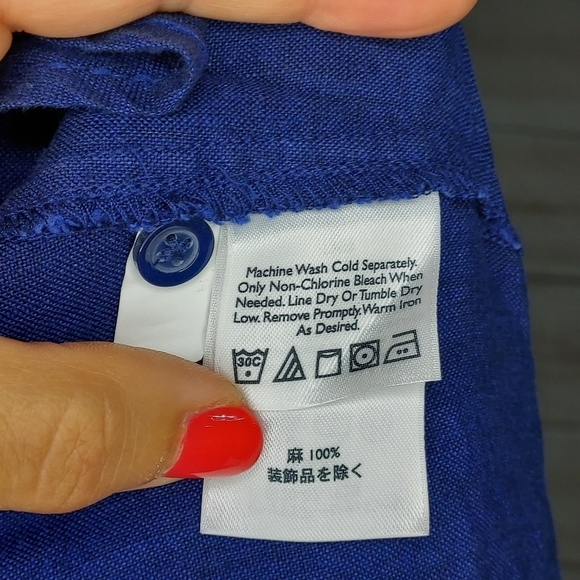 Machine Wash Cold Separately.
Only Non-Chlorine Bleach When
Needed. Line Dry Or Tumble Dry
Low. Remove Promptly. Warm Iron
As Desired.
30C
麻 100%
装飾品を除く